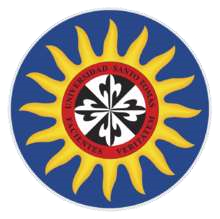 UNIVERSIDAD SANTO TOMÁS
FACIENTES VERITATEM